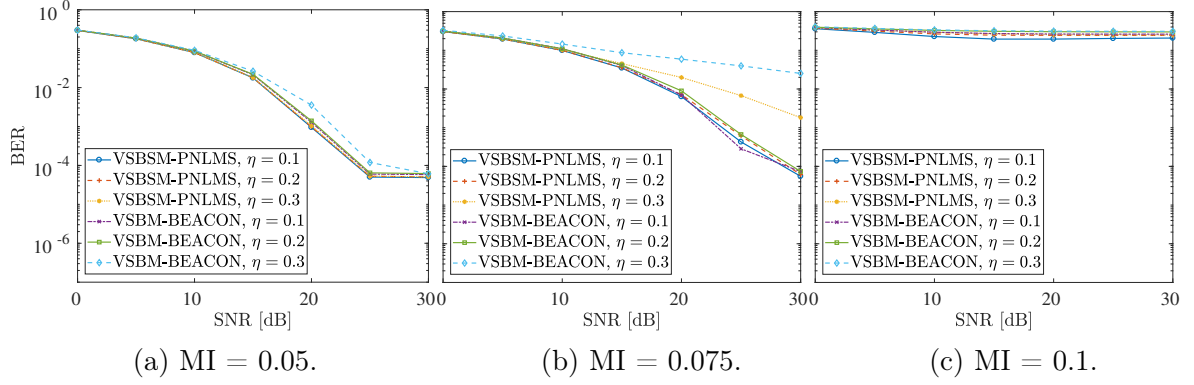 BER
10^0
10^-2
10^-4
10^-6
VSBSM-PNLMS, η = 0.1
VSBSM-PNLMS, η = 0.2
VSBSM-PNLMS, η = 0.3
VSBM-BEACON, η = 0.1
VSBM-BEACON, η = 0.2
VSBM-BEACON, η = 0.3
0 10 20 30
SNR [dB]
(a) MI = 0.05.
VSBSM-PNLMS, η = 0.1
VSBSM-PNLMS, η = 0.2
VSBSM-PNLMS, η = 0.3
VSBM-BEACON, η = 0.1
VSBM-BEACON, η = 0.2
VSBM-BEACON, η = 0.3
0 10 20 30
SNR [dB]
(b) MI = 0.075.
VSBSM-PNLMS, η = 0.1
VSBSM-PNLMS, η = 0.2
VSBSM-PNLMS, η = 0.3
VSBM-BEACON, η = 0.1
VSBM-BEACON, η = 0.2
VSBM-BEACON, η = 0.3
0 10 20 30
SNR [dB]
(c) MI = 0.1.